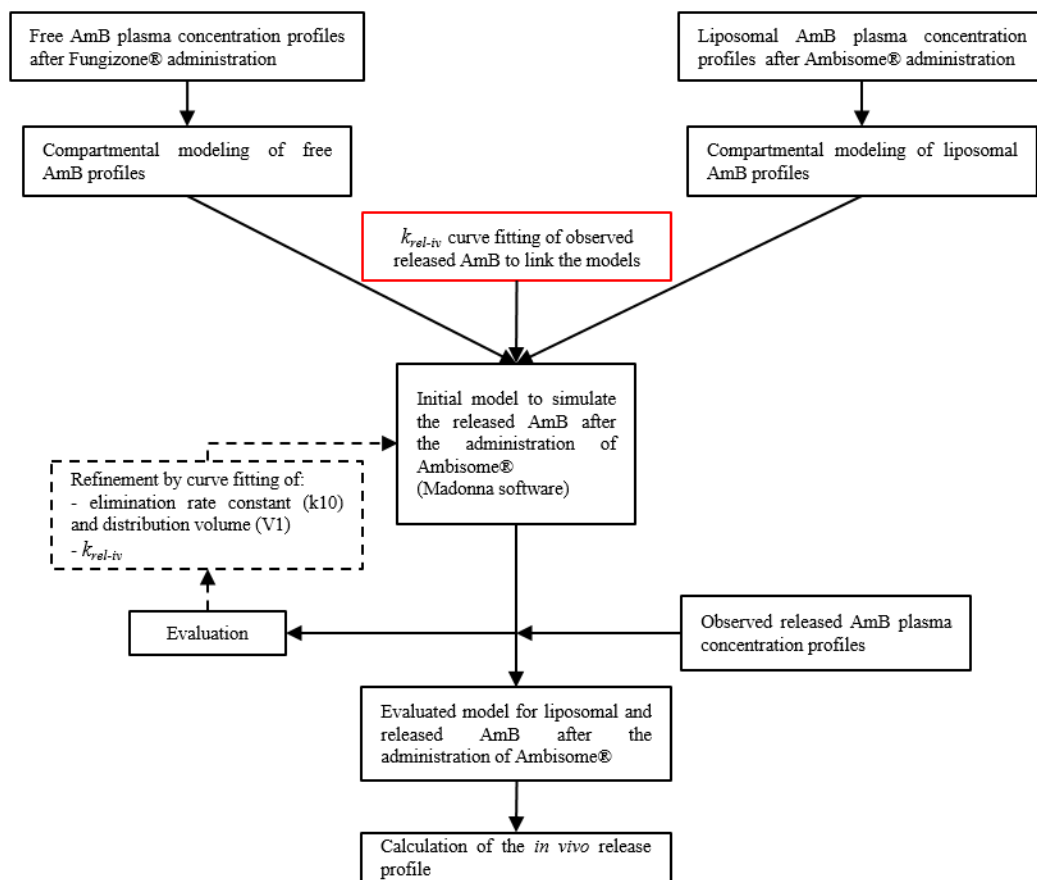 Free AmB plasma concentration profiles
after Fungizone® administration
Liposomal AmB plasma concentration
profiles after Ambisome® administration
Compartmental modeling of free
AmB profiles
Compartmental modeling of liposomal
AmB profiles
k_rel-iv curve fitting of observed
released AmB to link the models
Initial model to simulate
the released AmB after
the administration of
Ambisome®
(Madonna software)
Refinement by curve fitting of:
- elimination rate constant (k10)
and distribution volume (V1)
- k_rel-iv
Evaluation
Observed released AmB plasma
concentration profiles
Evaluated model for liposomal and
released AmB after the
administration of Ambisome®
Calculation of the in vivo release
profile